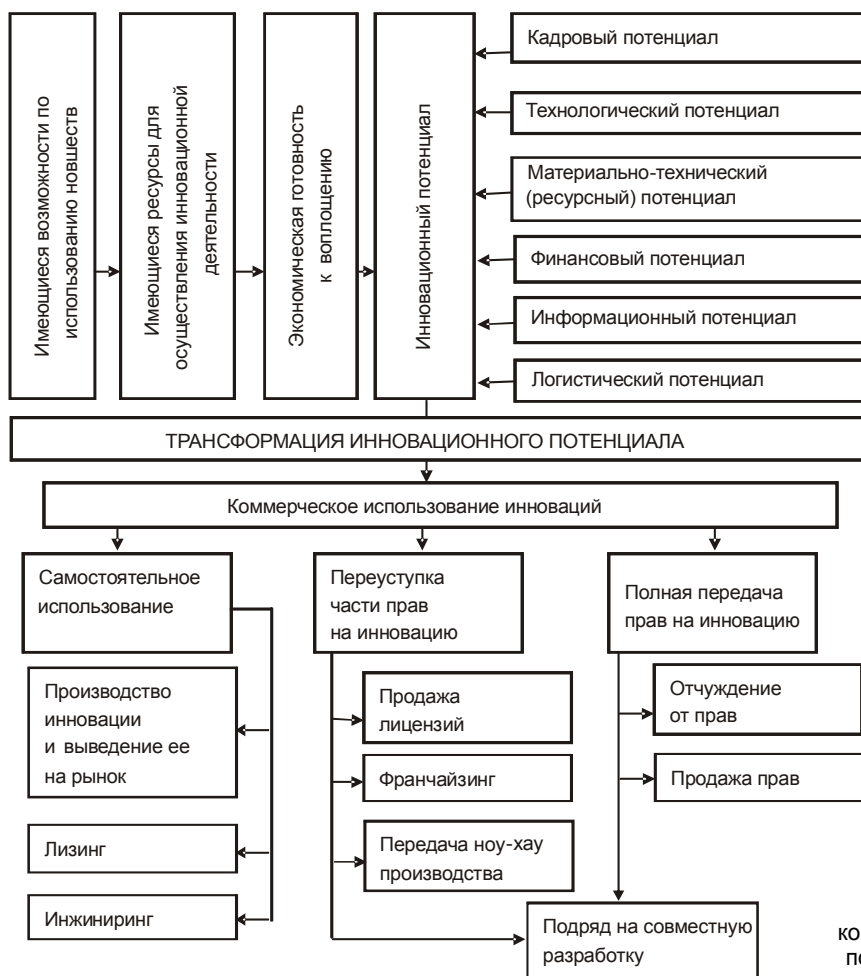 Имеющиеся возможности по
использованию новшеств
Имеющиеся ресурсы для
осуществления инновационной
деятельности
Экономическая готовность
к воплощению
Инновационный потенциал
Кадровый потенциал
Технологический потенциал
Материально-технический
(ресурсный) потенциал
Финансовый потенциал
Информационный потенциал
Логистический потенциал
ТРАНСФОРМАЦИЯ ИННОВАЦИОННОГО ПОТЕНЦИАЛА
Коммерческое использование инноваций
Самостоятельное
использование
Производство
инновации
и выведение ее
на рынок
Лизинг
Инжиниринг
Переуступка
части прав
на инновацию
Продажа
лицензий
Франчайзинг
Передача ноу-хау
производства
Полная передача
прав на инновацию
Отчуждение
от прав
Продажа прав
Подряд на совместную
разработку